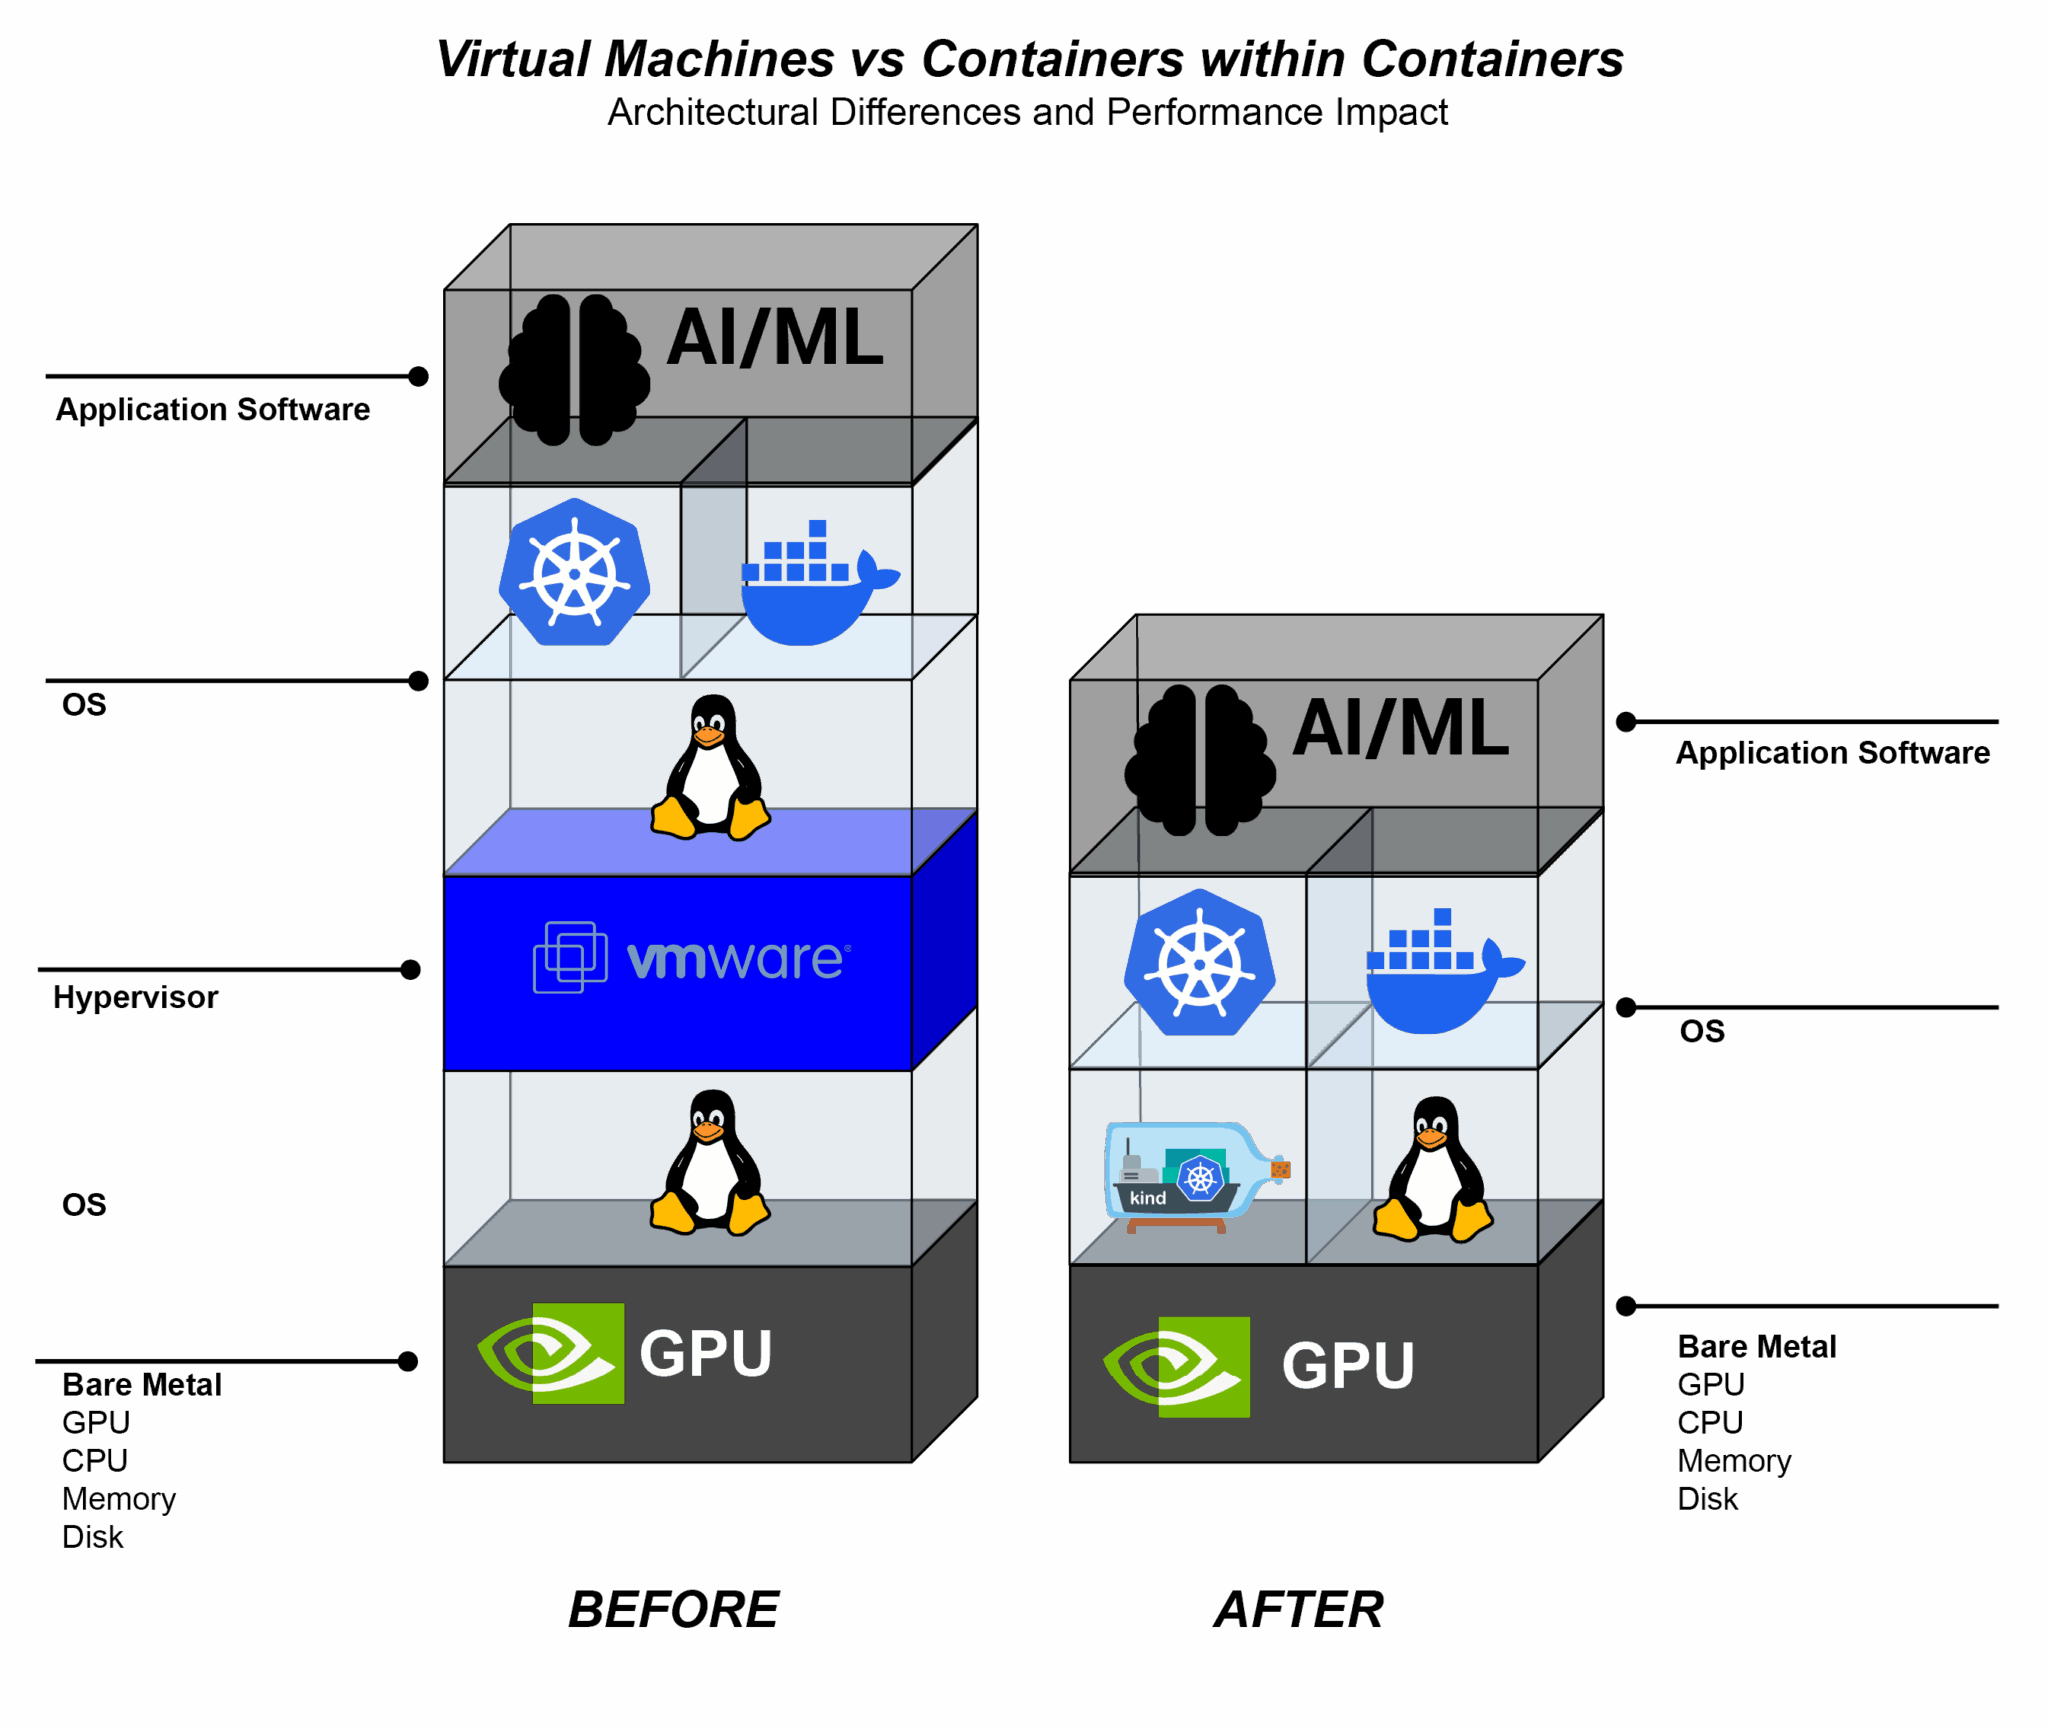 Virtual Machines vs Containers within Containers
Architectural Differences and Performance Impact
AI/ML
Application Software
OS
vmware
Hypervisor
OS
GPU
Bare Metal
GPU
CPU
Memory
Disk
BEFORE
AI/ML
Application Software
OS
kind
GPU
Bare Metal
GPU
CPU
Memory
Disk
AFTER